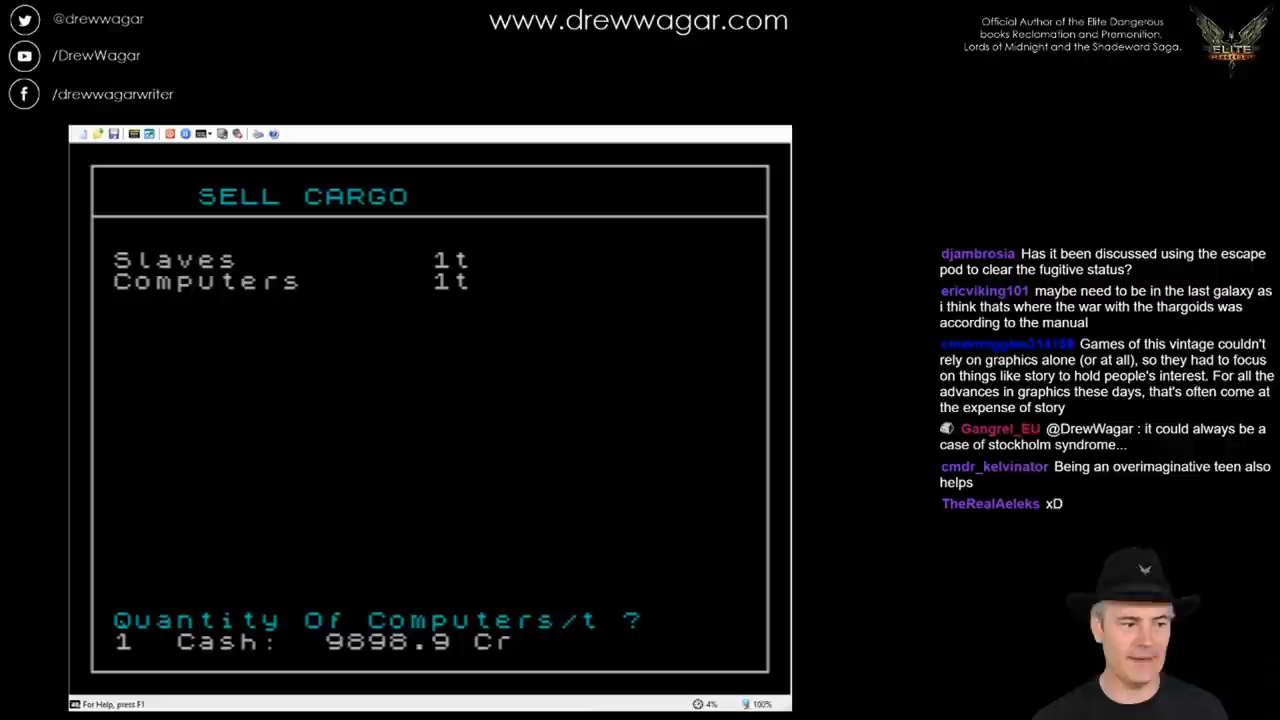 @drewwagar
/DrewWagar
/drewwagarwriter
www.drewwagar.com
Official Author of the Elite Dangerous
books Reclamation and Premonition,
Lords of Midnight and the Shadeward Saga.
ELITE
DANGEROUS
SELL CARGO
Slaves 1t
Computers 1t
Quantity Of Computers/t ?
1 Cash: 9898.9 Cr
For Help, press F1
4%
100%
djambrosia Has it been discussed using the escape
pod to clear the fugitive status?
ericviking101 maybe need to be in the last galaxy as
i think thats where the war with the thargoids was
according to the manual
Games of this vintage couldn't
rely on graphics alone (or at all), so they had to focus
on things like story to hold people's interest. For all the
advances in graphics these days, that's often come at
the expense of story
Gangrel_EU @DrewWagar : it could always be a
case of stockholm syndrome...
cmdr_kelvinator Being an overimaginative teen also
helps
TheRealAeleks xD